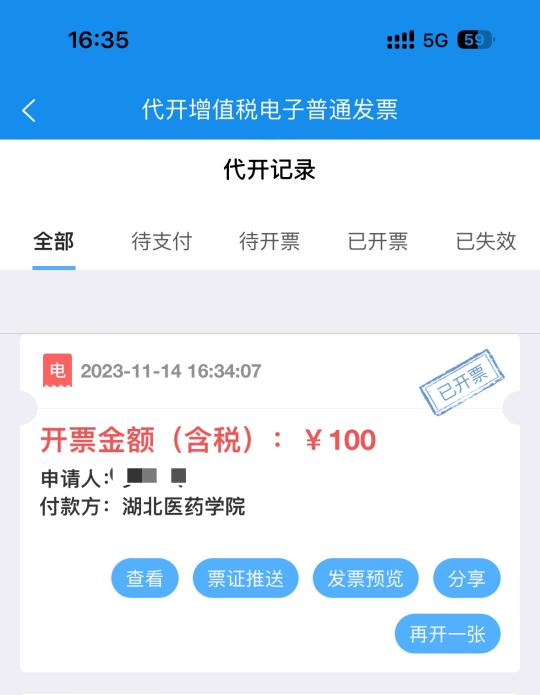 16:35 5G 59
代开增值税电子普通发票
代开记录
全部 待支付 待开票 已开票 已失效
电 2023-11-14 16:34:07 已开票
开票金额（含税）：￥100
申请人：
付款方：湖北医药学院
查看 票证推送 发票预览 分享
再开一张